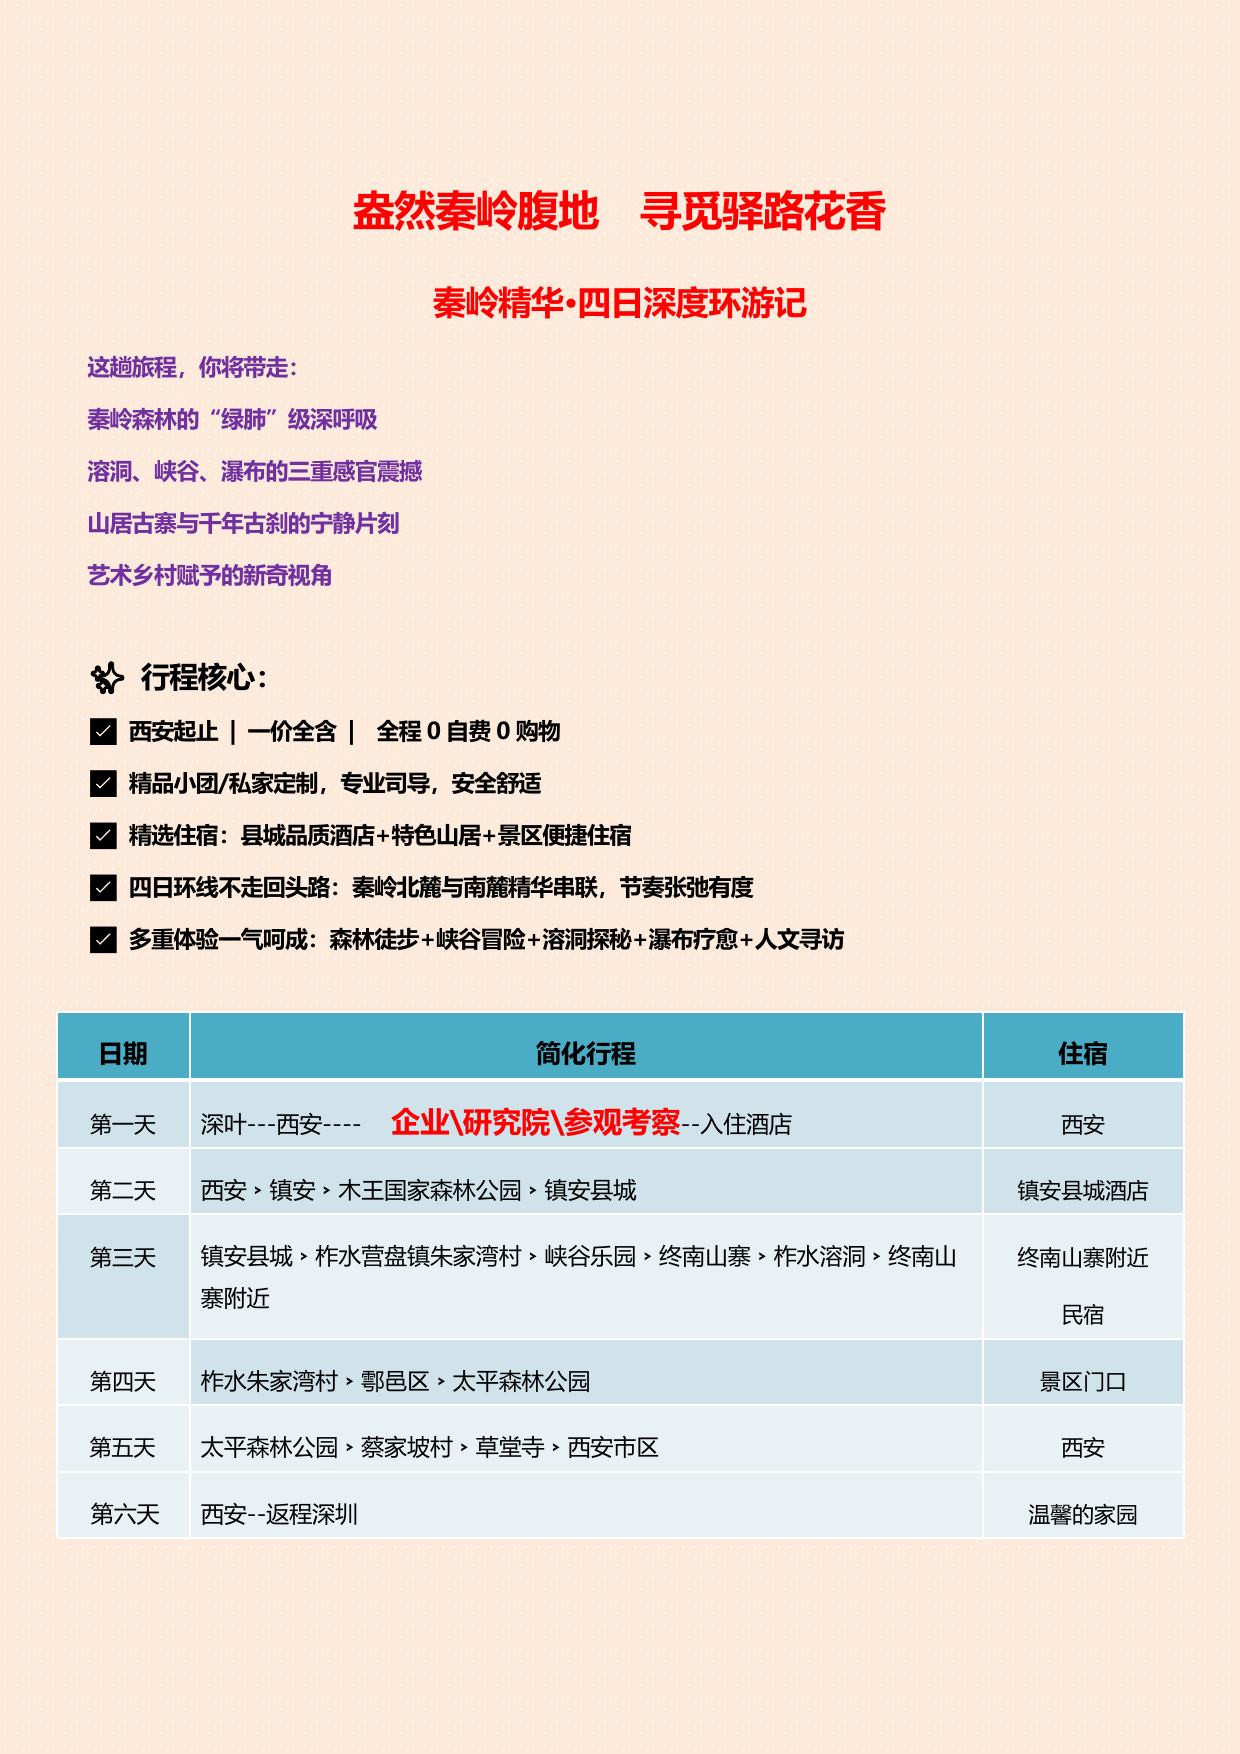 盎然秦岭腹地　寻觅驿路花香
秦岭精华•四日深度环游记
这趟旅程，你将带走：
秦岭森林的“绿肺”级深呼吸
溶洞、峡谷、瀑布的三重感官震撼
山居古寨与千年古刹的宁静片刻
艺术乡村赋予的新奇视角
行程核心：
西安起止 | 一价全含 | 全程 0 自费 0 购物
精品小团/私家定制，专业司导，安全舒适
精选住宿：县城品质酒店+特色山居+景区便捷住宿
四日环线不走回头路：秦岭北麓与南麓精华串联，节奏张弛有度
多重体验一气呵成：森林徒步+峡谷冒险+溶洞探秘+瀑布疗愈+人文寻访
日期 简化行程 住宿
第一天 深叶---西安---- 企业\研究院\参观考察--入住酒店 西安
第二天 西安 › 镇安 › 木王国家森林公园 › 镇安县城 镇安县城酒店
第三天 镇安县城 › 柞水营盘镇朱家湾村 › 峡谷乐园 › 终南山寨 › 柞水溶洞 › 终南山 终南山寨附近
寨附近 民宿
第四天 柞水朱家湾村 › 鄠邑区 › 太平森林公园 景区门口
第五天 太平森林公园 › 蔡家坡村 › 草堂寺 › 西安市区 西安
第六天 西安--返程深圳 温馨的家园